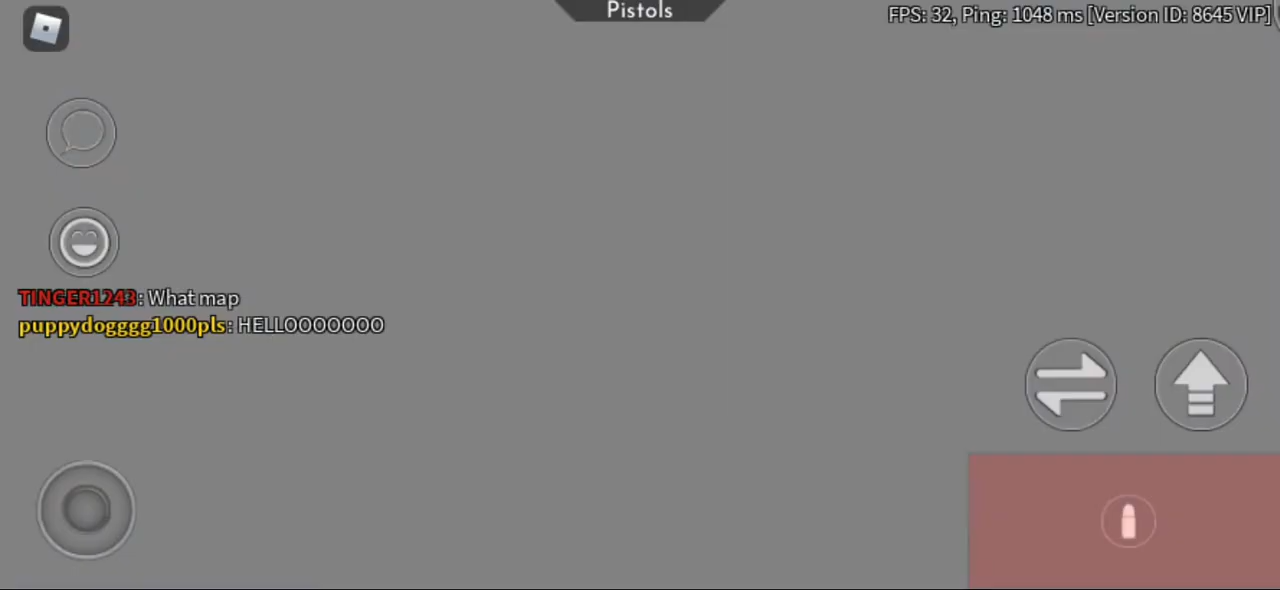 Pistols
FPS: 32, Ping: 1048 ms [Version ID: 8645 VIP]
TINGER1243: What map
puppydogggg1000pls: HELLOOOOOOO